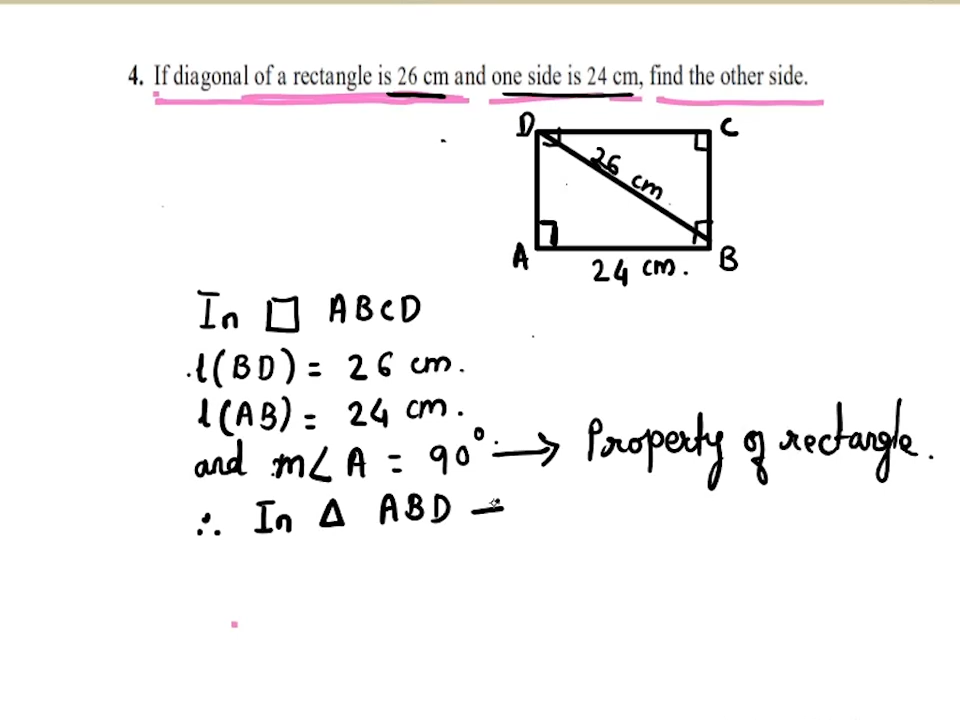 4. If diagonal of a rectangle is 26 cm and one side is 24 cm, find the other side.
D C
26 cm
A B
24 cm.
In □ ABCD
l(BD) = 26 cm.
l(AB) = 24 cm.
and m∠A = 90° → Property of rectangle.
∴ In Δ ABD —